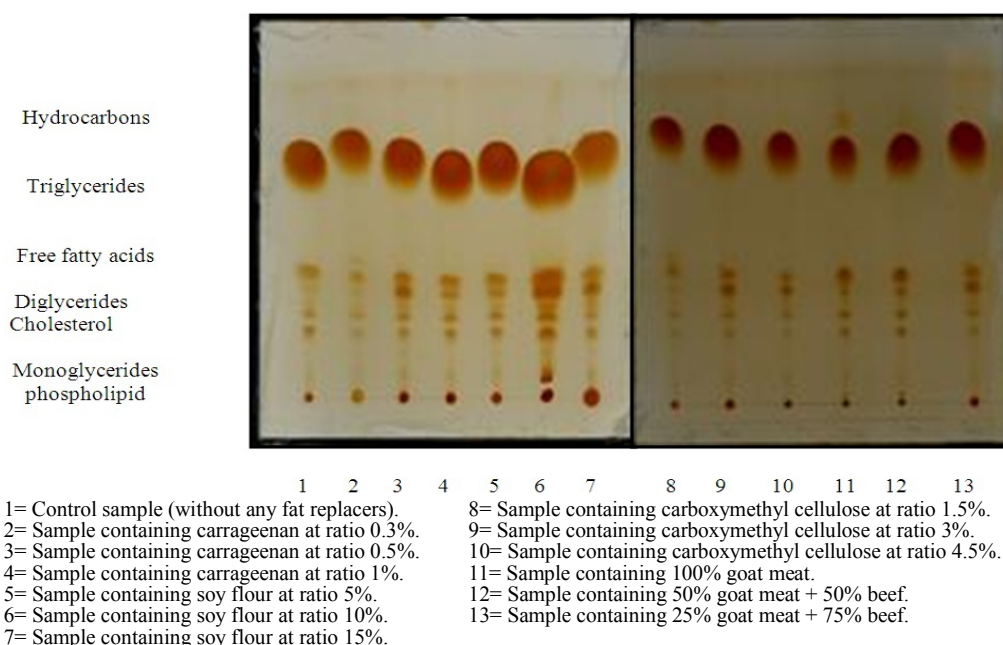 Hydrocarbons
Triglycerides
Free fatty acids
Diglycerides
Cholesterol
Monoglycerides
phospholipid
1 2 3 4 5 6 7 8 9 10 11 12 13
1= Control sample (without any fat replacers).
2= Sample containing carrageenan at ratio 0.3%.
3= Sample containing carrageenan at ratio 0.5%.
4= Sample containing carrageenan at ratio 1%.
5= Sample containing soy flour at ratio 5%.
6= Sample containing soy flour at ratio 10%.
7= Sample containing soy flour at ratio 15%.
8= Sample containing carboxymethyl cellulose at ratio 1.5%.
9= Sample containing carboxymethyl cellulose at ratio 3%.
10= Sample containing carboxymethyl cellulose at ratio 4.5%.
11= Sample containing 100% goat meat.
12= Sample containing 50% goat meat + 50% beef.
13= Sample containing 25% goat meat + 75% beef.